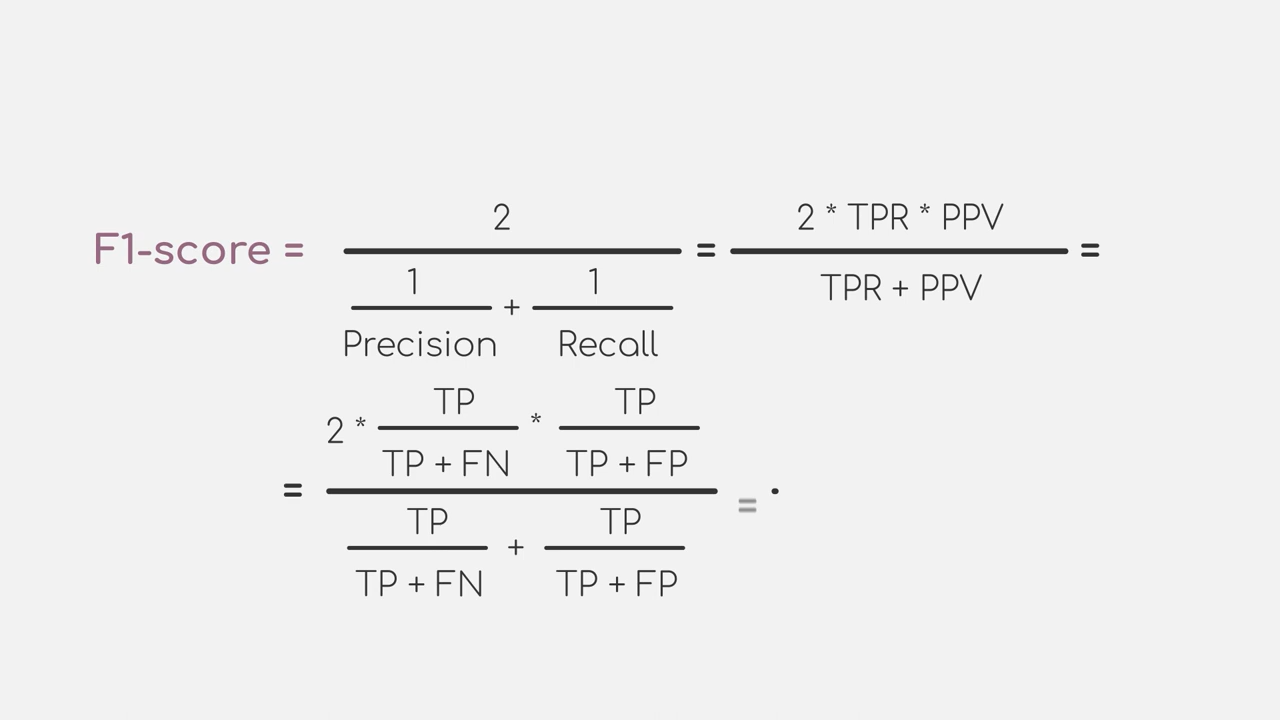 2 2 * TPR * PPV
F1-score = = =
1 1 TPR + PPV
+
Precision Recall
TP TP
2 * *
TP + FN TP + FP
= =
TP TP
+
TP + FN TP + FP